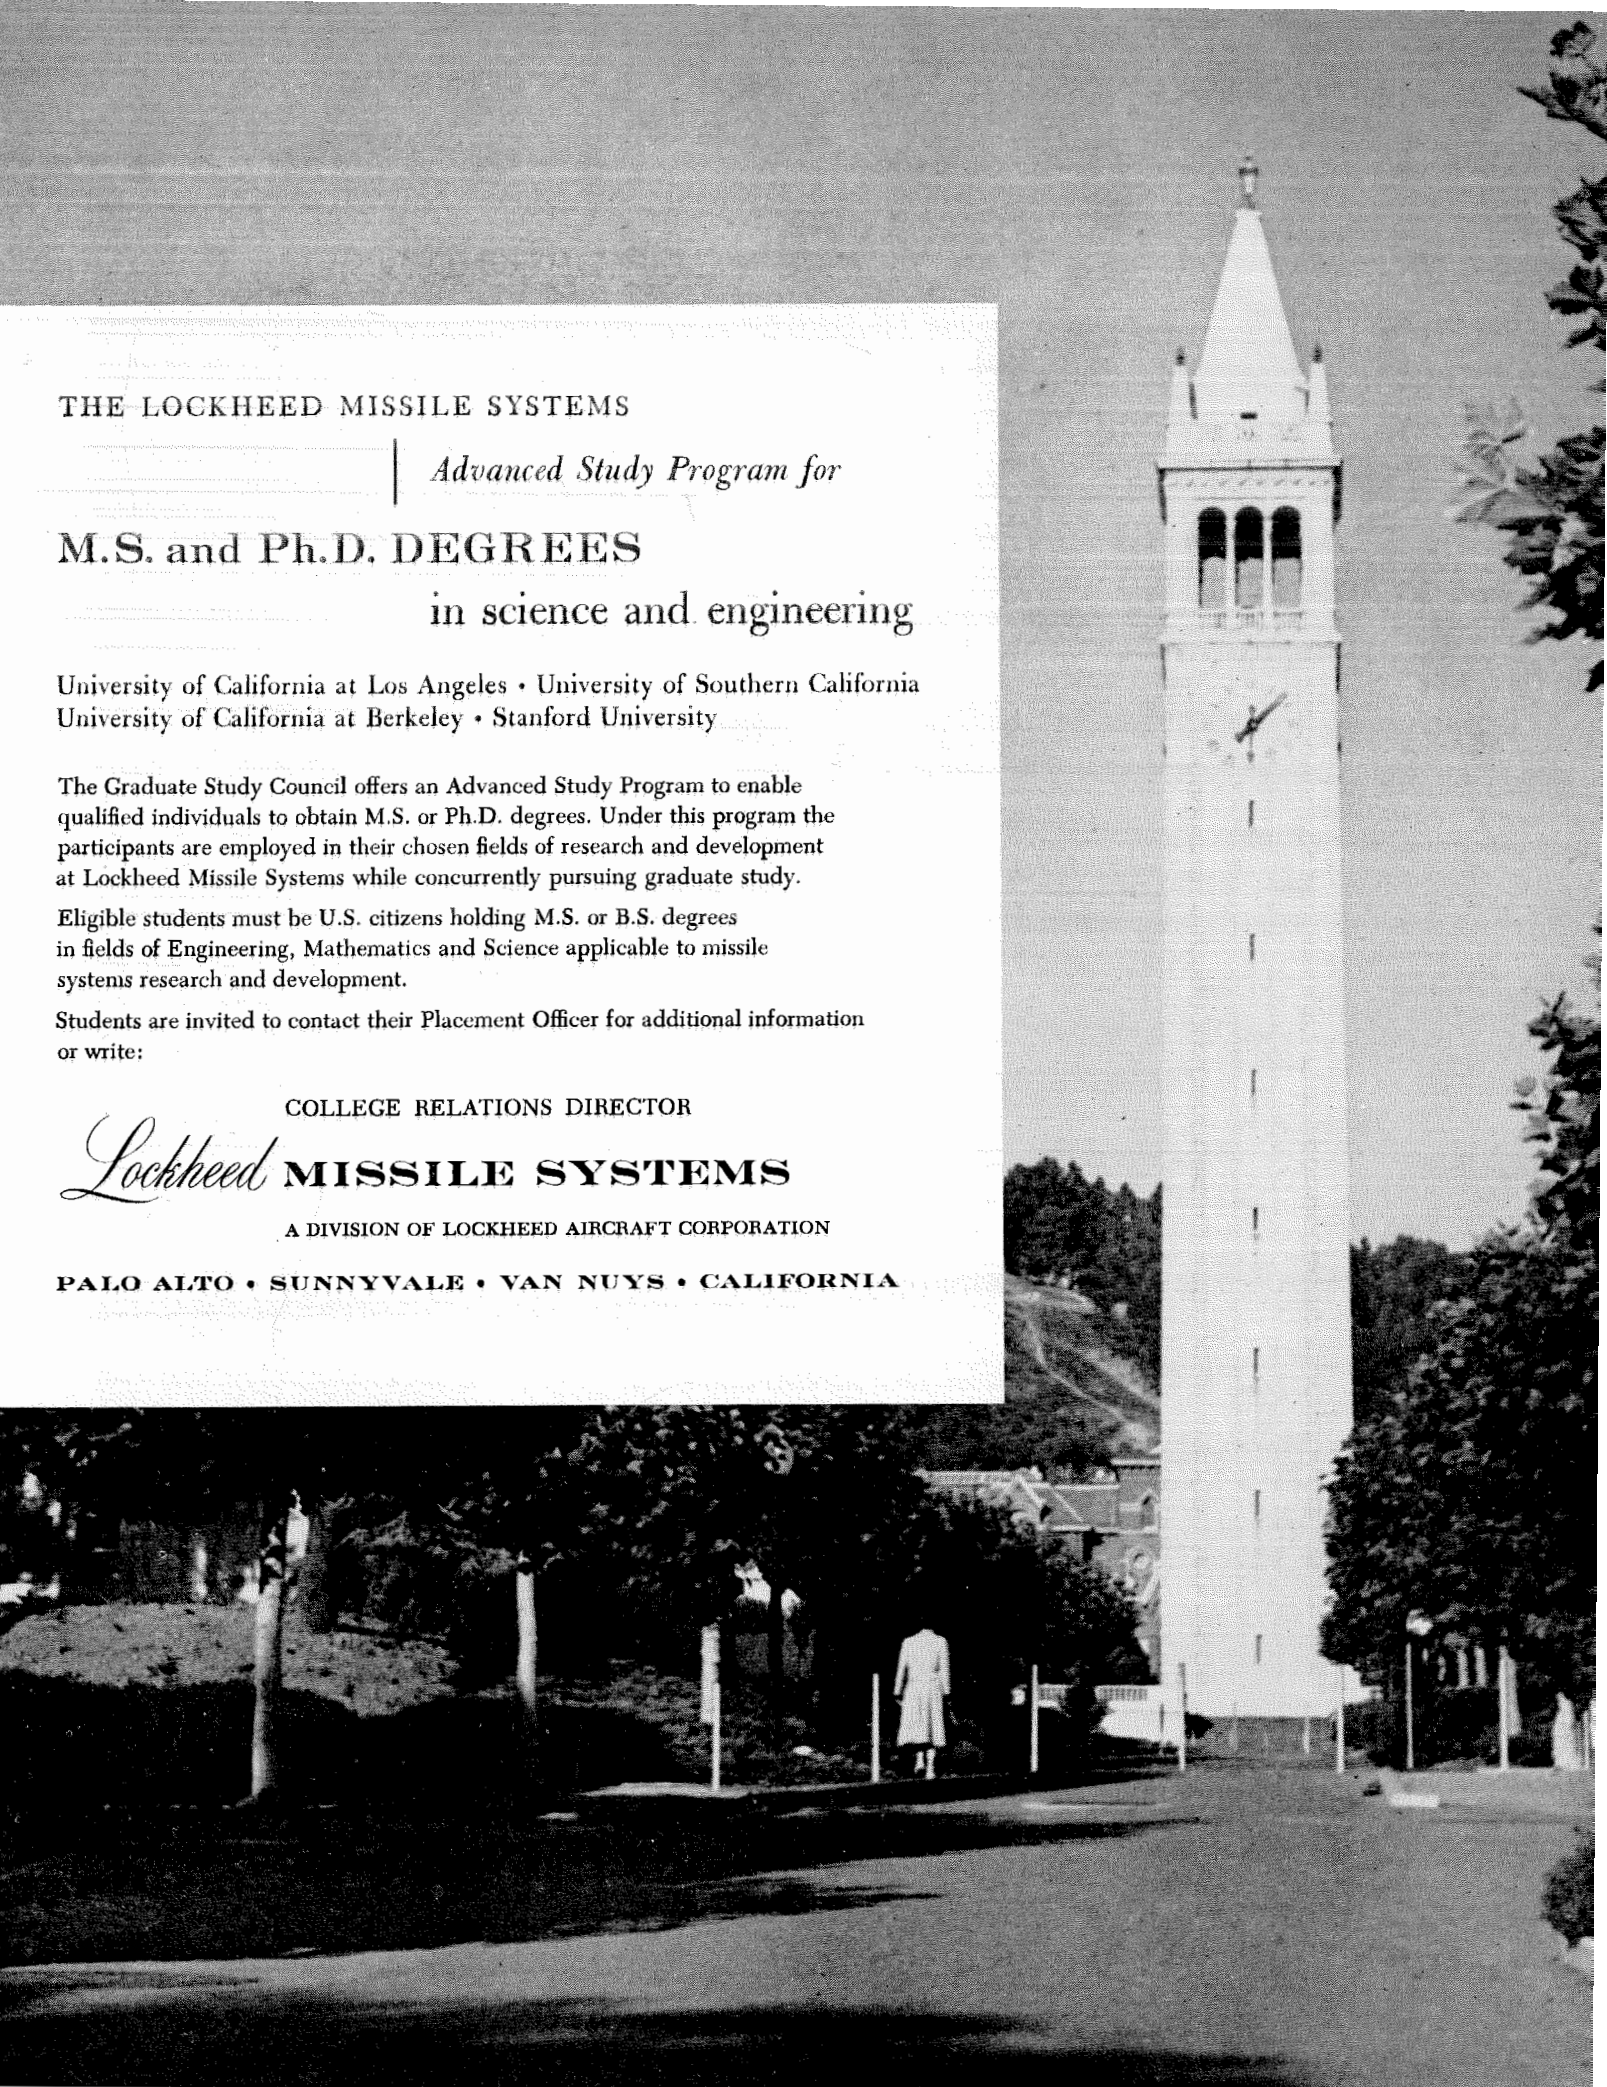 THE LOCKHEED MISSILE SYSTEMS
Advanced Study Program for
M.S. and Ph.D. DEGREES
in science and engineering
University of California at Los Angeles • University of Southern California
University of California at Berkeley • Stanford University
The Graduate Study Council offers an Advanced Study Program to enable
qualified individuals to obtain M.S. or Ph.D. degrees. Under this program the
participants are employed in their chosen fields of research and development
at Lockheed Missile Systems while concurrently pursuing graduate study.
Eligible students must be U.S. citizens holding M.S. or B.S. degrees
in fields of Engineering, Mathematics and Science applicable to missile
systems research and development.
Students are invited to contact their Placement Officer for additional information
or write:
COLLEGE RELATIONS DIRECTOR
Lockheed MISSILE SYSTEMS
A DIVISION OF LOCKHEED AIRCRAFT CORPORATION
PALO ALTO • SUNNYVALE • VAN NUYS • CALIFORNIA